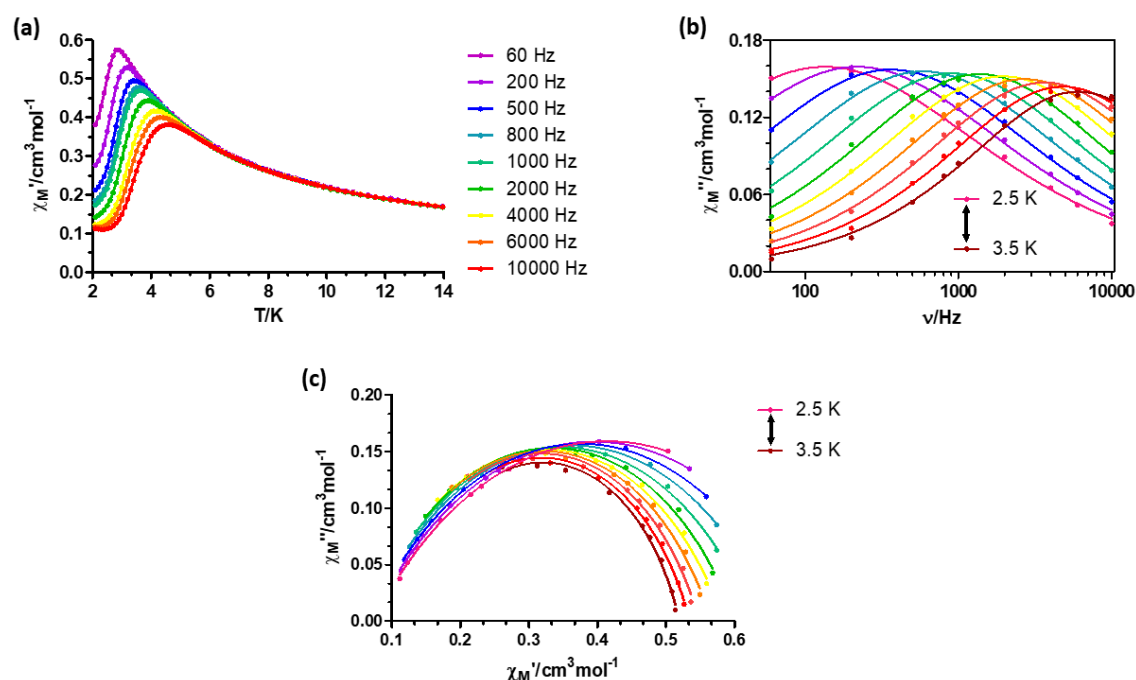 (a)
χM'/cm3mol-1
0.6
0.5
0.4
0.3
0.2
0.1
0.0
2 4 6 8 10 12 14
T/K
60 Hz
200 Hz
500 Hz
800 Hz
1000 Hz
2000 Hz
4000 Hz
6000 Hz
10000 Hz
(b)
χM''/cm3mol-1
0.18
0.12
0.06
0.00
100 1000 10000
ν/Hz
2.5 K
3.5 K
(c)
χM''/cm3mol-1
0.20
0.15
0.10
0.05
0.00
0.1 0.2 0.3 0.4 0.5 0.6
χM'/cm3mol-1
2.5 K
3.5 K